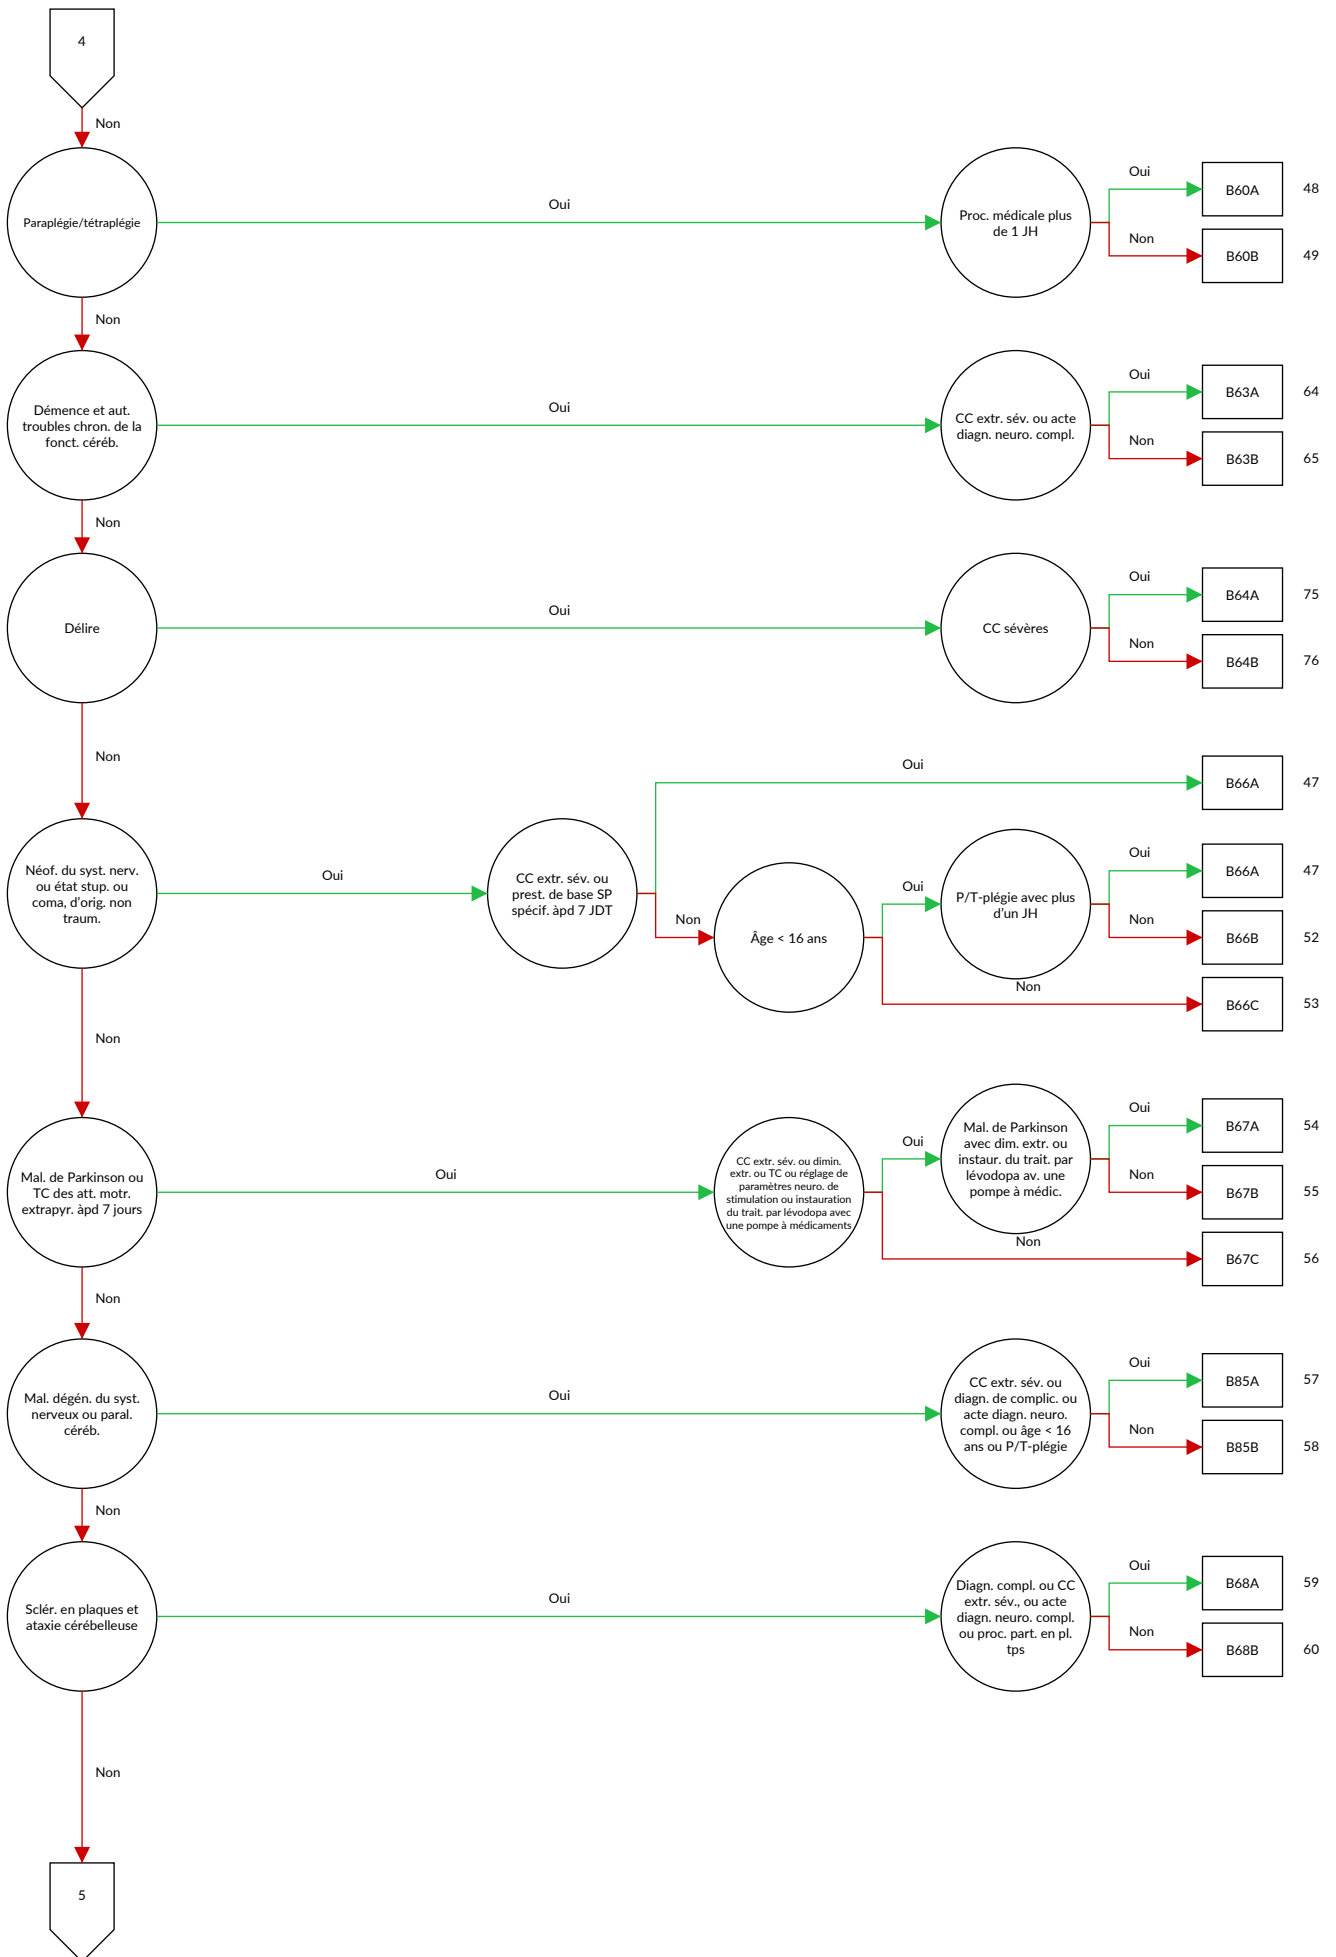 4
Non
Paraplégie/tétraplégie
Oui
Proc. médicale plus
de 1 JH
Oui
B60A
48
Non
B60B
49
Non
Démence et aut.
troubles chron. de la
fonct. céréb.
Oui
CC extr. sév. ou acte
diagn. neuro. compl.
Oui
B63A
64
Non
B63B
65
Non
Délire
Oui
CC sévères
Oui
B64A
75
Non
B64B
76
Non
Néof. du syst. nerv.
ou état stup. ou
coma, d'orig. non
traum.
Oui
CC extr. sév. ou
prest. de base SP
spécif. àpd 7 JDT
Oui
B66A
47
Non
Âge < 16 ans
Oui
P/T-plégie avec plus
d'un JH
Oui
B66A
47
Non
B66B
52
Non
B66C
53
Non
Mal. de Parkinson ou
TC des att. motr.
extrapyr. àpd 7 jours
Oui
CC extr. sév. ou dimin.
extr. ou TC ou réglage de
paramètres neuro. de
stimulation ou instauration
du trait. par lévodopa avec
une pompe à médicaments
Oui
Mal. de Parkinson
avec dim. extr. ou
instaur. du trait. par
lévodopa av. une
pompe à médic.
Oui
B67A
54
Non
B67B
55
Non
B67C
56
Non
Mal. dégén. du syst.
nerveux ou paral.
céréb.
Oui
CC extr. sév. ou
diagn. de complic. ou
acte diagn. neuro.
compl. ou âge < 16
ans ou P/T-plégie
Oui
B85A
57
Non
B85B
58
Non
Sclér. en plaques et
ataxie cérébelleuse
Oui
Diagn. compl. ou CC
extr. sév., ou acte
diagn. neuro. compl.
ou proc. part. en pl.
tps
Oui
B68A
59
Non
B68B
60
Non
5